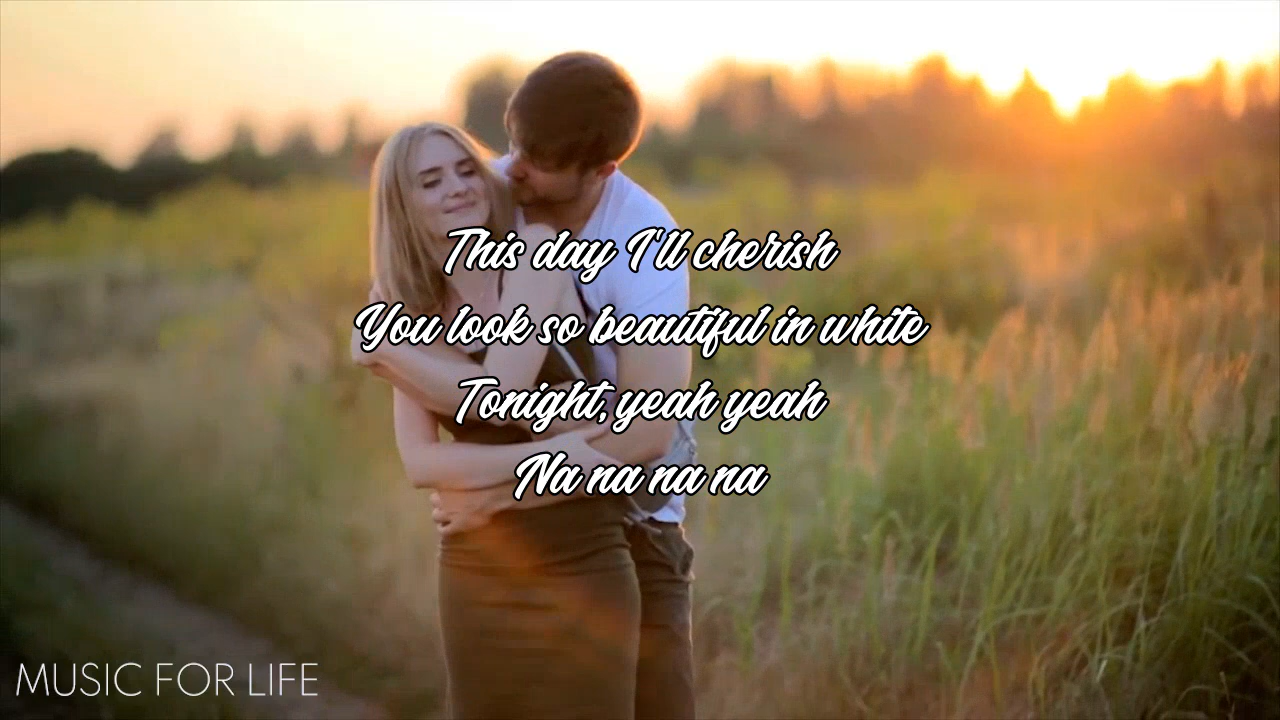 This day I'll cherish
You look so beautiful in white
Tonight, yeah yeah
Na na na na
MUSIC FOR LIFE